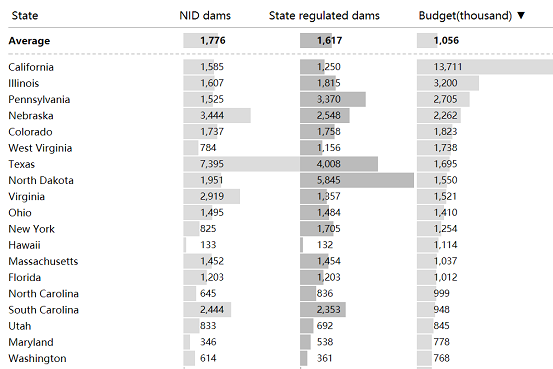 State NID dams State regulated dams Budget(thousand) ▼
Average 1,776 1,617 1,056
California 1,585 1,250 13,711
Illinois 1,607 1,815 3,200
Pennsylvania 1,525 3,370 2,705
Nebraska 3,444 2,548 2,262
Colorado 1,737 1,758 1,823
West Virginia 784 1,156 1,738
Texas 7,395 4,008 1,695
North Dakota 1,951 5,845 1,550
Virginia 2,919 1,357 1,521
Ohio 1,495 1,484 1,410
New York 825 1,705 1,254
Hawaii 133 132 1,114
Massachusetts 1,452 1,454 1,037
Florida 1,203 1,203 1,012
North Carolina 645 836 999
South Carolina 2,444 2,353 948
Utah 833 692 845
Maryland 346 538 778
Washington 614 361 768